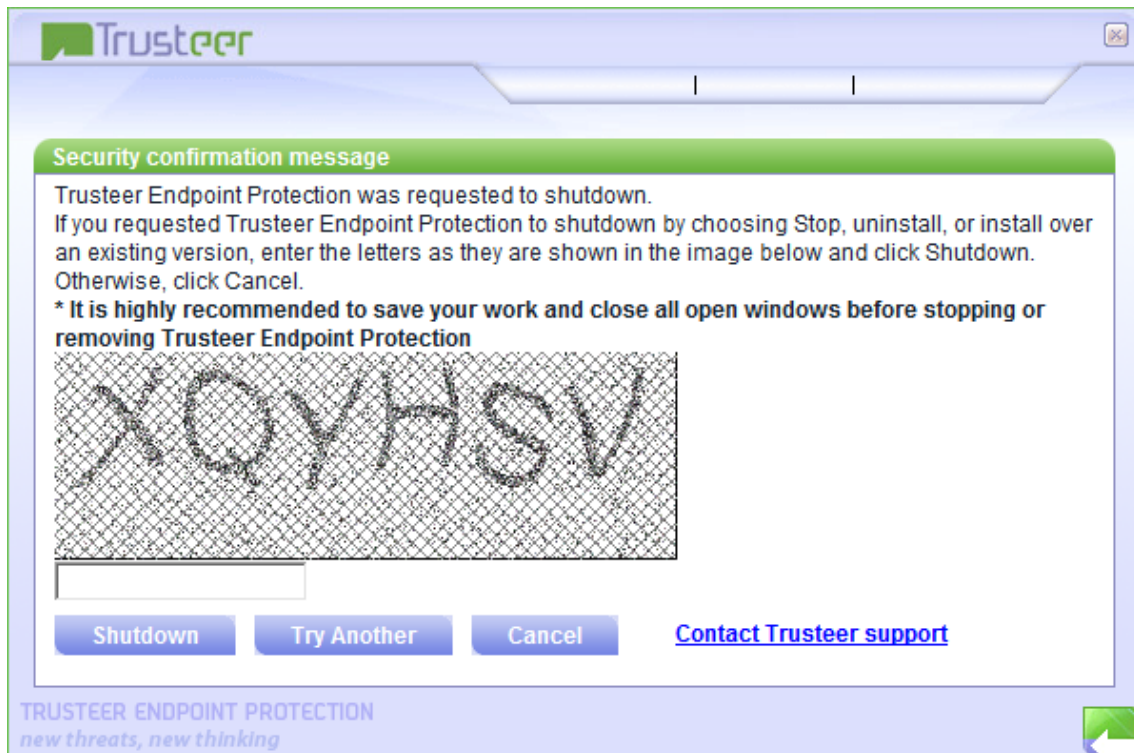 Trusteer
Security confirmation message
Trusteer Endpoint Protection was requested to shutdown.
If you requested Trusteer Endpoint Protection to shutdown by choosing Stop, uninstall, or install over
an existing version, enter the letters as they are shown in the image below and click Shutdown.
Otherwise, click Cancel.
* It is highly recommended to save your work and close all open windows before stopping or
removing Trusteer Endpoint Protection
XQYHSV
Shutdown Try Another Cancel Contact Trusteer support
TRUSTEER ENDPOINT PROTECTION
new threats, new thinking